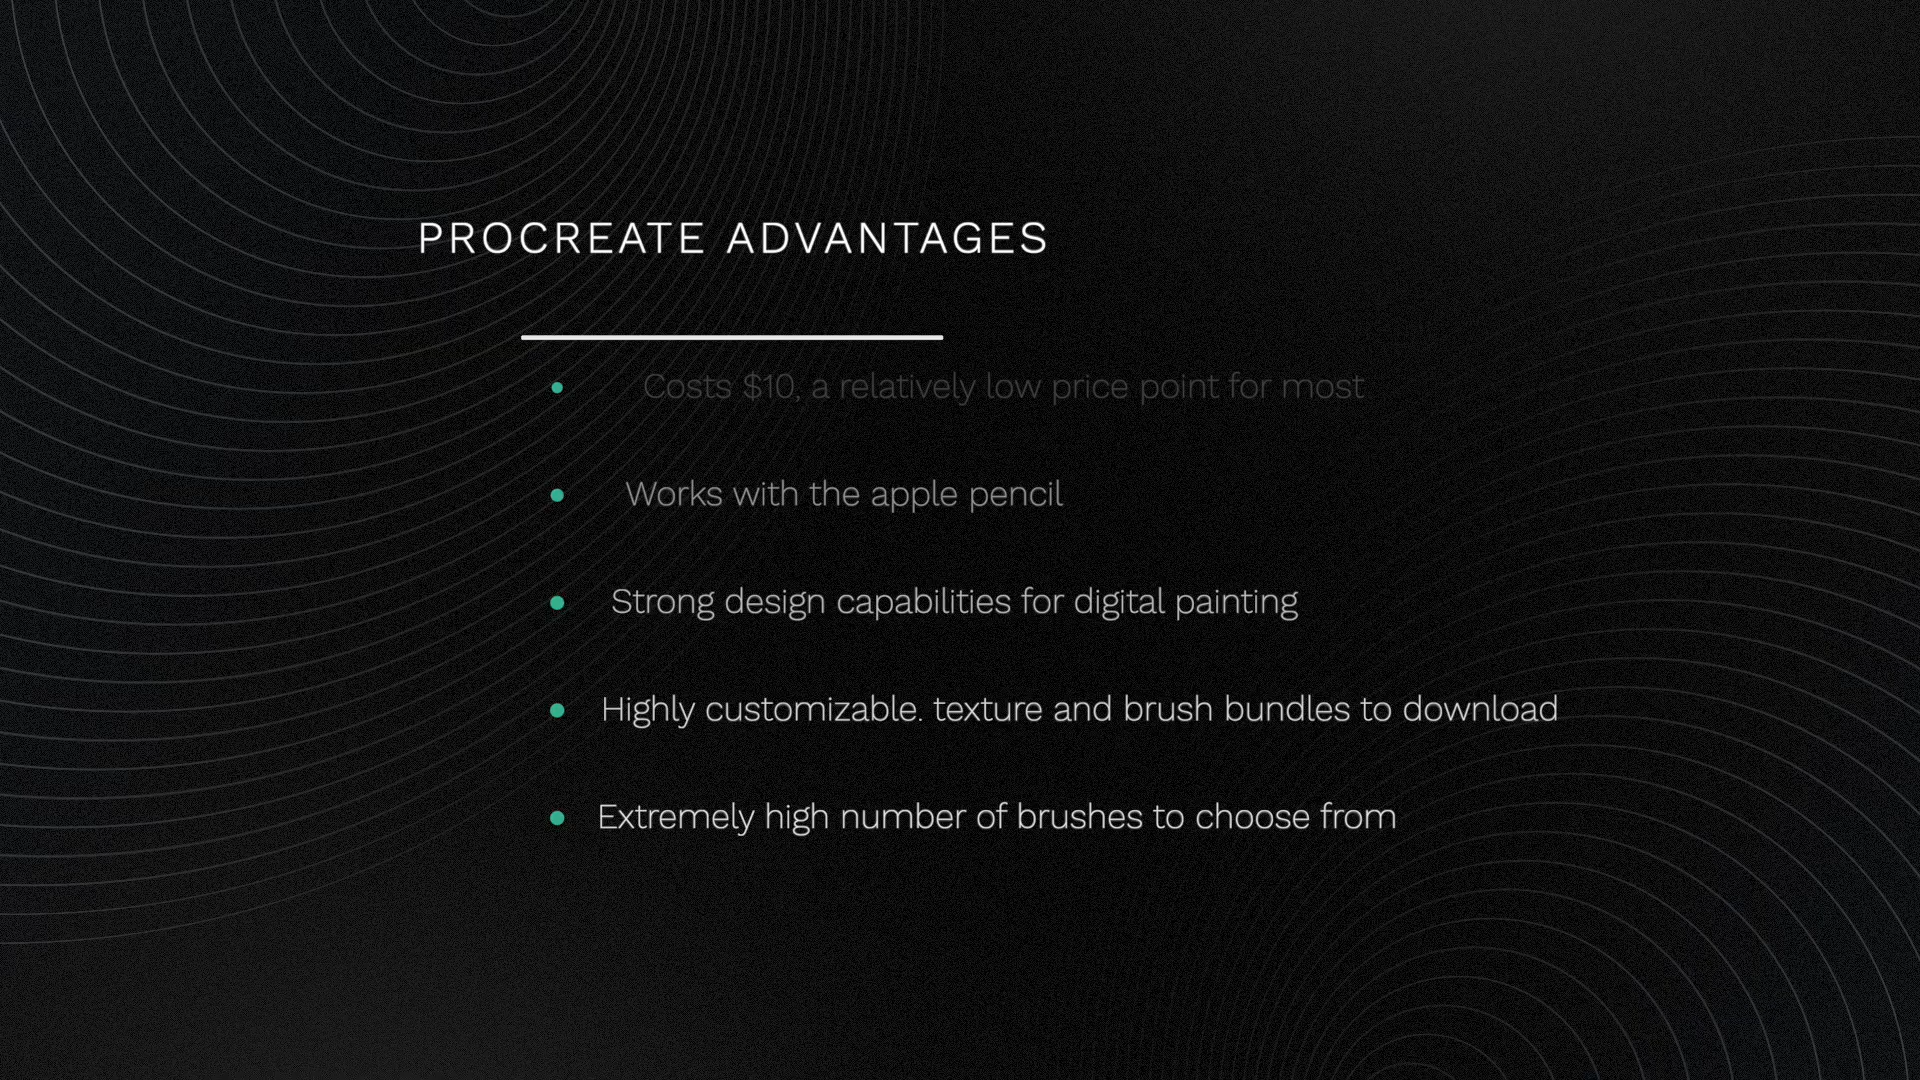 PROCREATE ADVANTAGES
Costs $10, a relatively low price point for most
Works with the apple pencil
Strong design capabilities for digital painting
Highly customizable. texture and brush bundles to download
Extremely high number of brushes to choose from